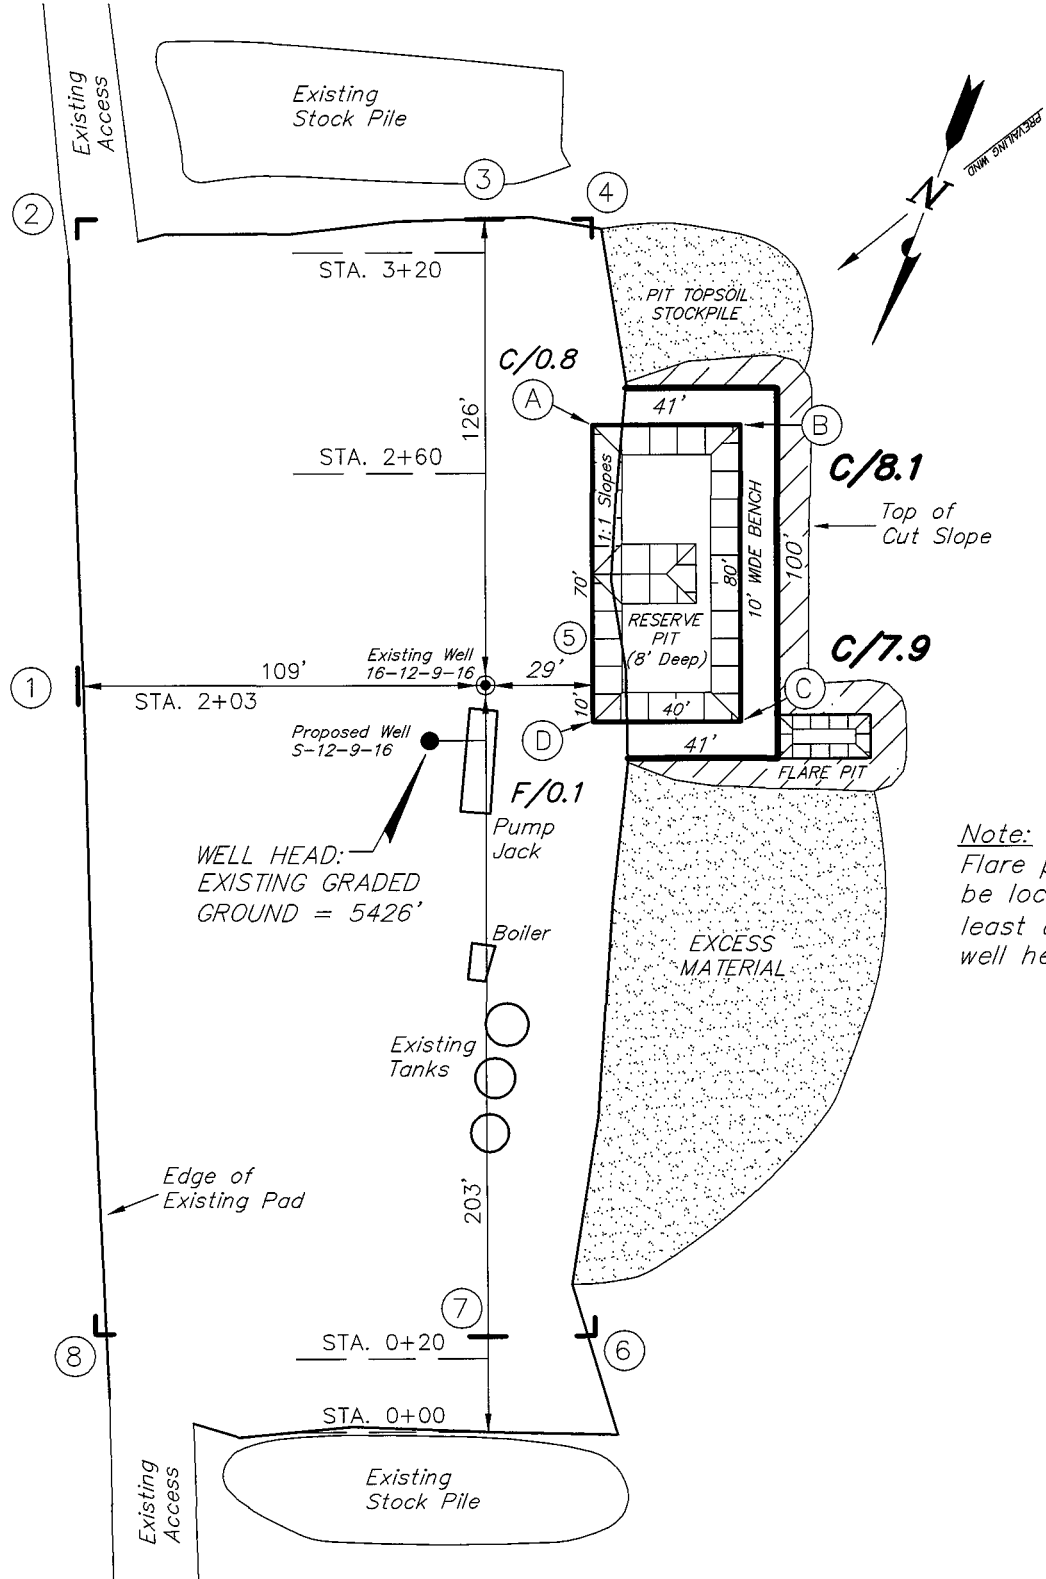 Existing
Access
Existing
Stock Pile
PREVAILING WIND
N
2
3
4
STA. 3+20
PIT TOPSOIL
STOCKPILE
C/0.8
A
41'
B
126'
STA. 2+60
1:1 Slopes
C/8.1
Top of
Cut Slope
10' WIDE BENCH
100'
80'
70'
RESERVE
PIT
(8' Deep)
5
C/7.9
1
109'
Existing Well
16-12-9-16
29'
STA. 2+03
10'
40'
C
D
41'
Proposed Well
S-12-9-16
F/0.1
FLARE PIT
Pump
Jack
WELL HEAD:
EXISTING GRADED
GROUND = 5426'
Note:
Flare
be
least
well
Boiler
EXCESS
MATERIAL
Existing
Tanks
Edge of
Existing Pad
203'
7
8
STA. 0+20
6
STA. 0+00
Existing
Access
Existing
Stock Pile